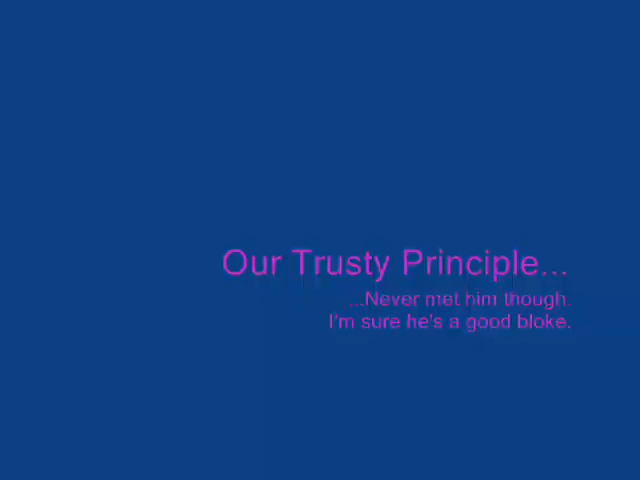 Our Trusty Principle...
...Never met him though.
I'm sure he's a good bloke.